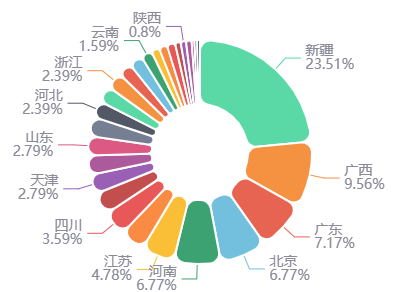 陕西
0.8%
云南
1.59%
浙江
2.39%
河北
2.39%
山东
2.79%
天津
2.79%
四川
3.59%
江苏
4.78%
河南
6.77%
北京
6.77%
广东
7.17%
广西
9.56%
新疆
23.51%